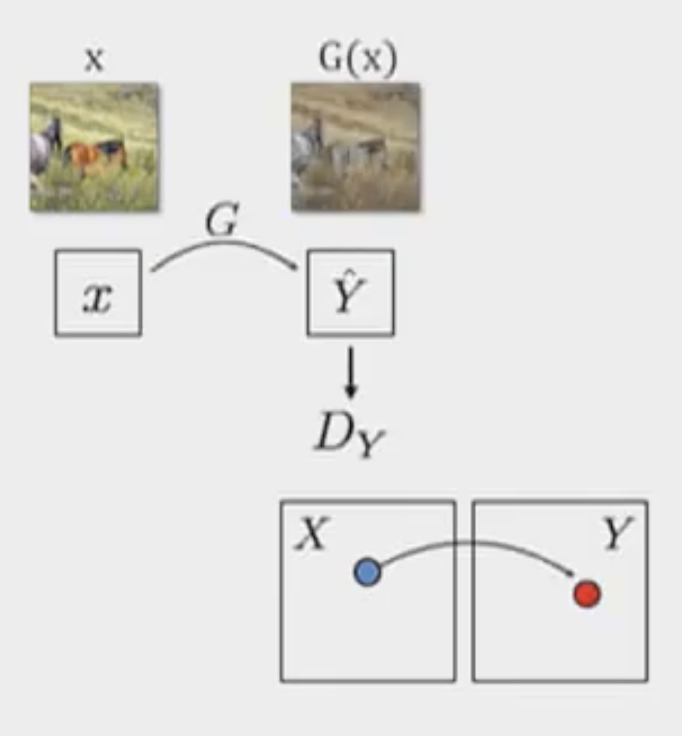 x G(x)
G
x Ŷ
D_Y
X Y